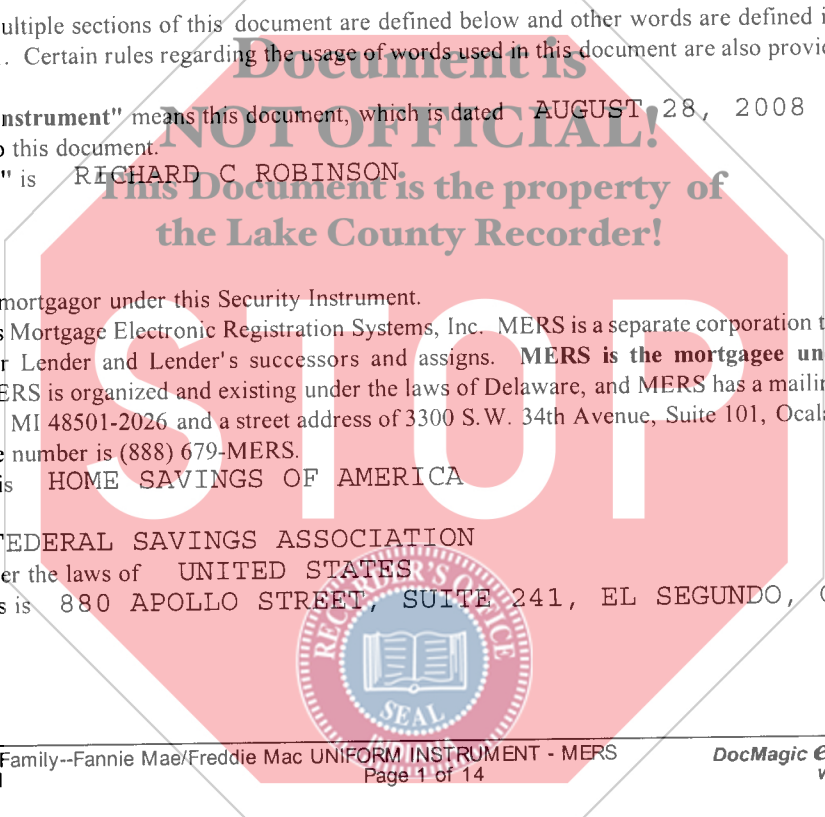 ultiple sections of this document are defined below and other words are defined i
. Certain rules regarding the usage of words used in this document are also provid
Document is
nstrument" means this document, which is dated AUGUST 28, 2008
NOT OFFICIAL!
o this document.
" is RICHARD C ROBINSON
This Document is the property of
the Lake County Recorder!
mortgagor under this Security Instrument.
s Mortgage Electronic Registration Systems, Inc. MERS is a separate corporation t
r Lender and Lender's successors and assigns. MERS is the mortgagee un
ERS is organized and existing under the laws of Delaware, and MERS has a mailin
MI 48501-2026 and a street address of 3300 S.W. 34th Avenue, Suite 101, Ocal
e number is (888) 679-MERS.
STOP
is HOME SAVINGS OF AMERICA
FEDERAL SAVINGS ASSOCIATION
er the laws of UNITED STATES
s is 880 APOLLO STREET, SUITE 241, EL SEGUNDO, C
RECORDER'S OFFICE
SEAL
Family--Fannie Mae/Freddie Mac UNIFORM INSTRUMENT - MERS
DocMagic e
Page 1 of 14